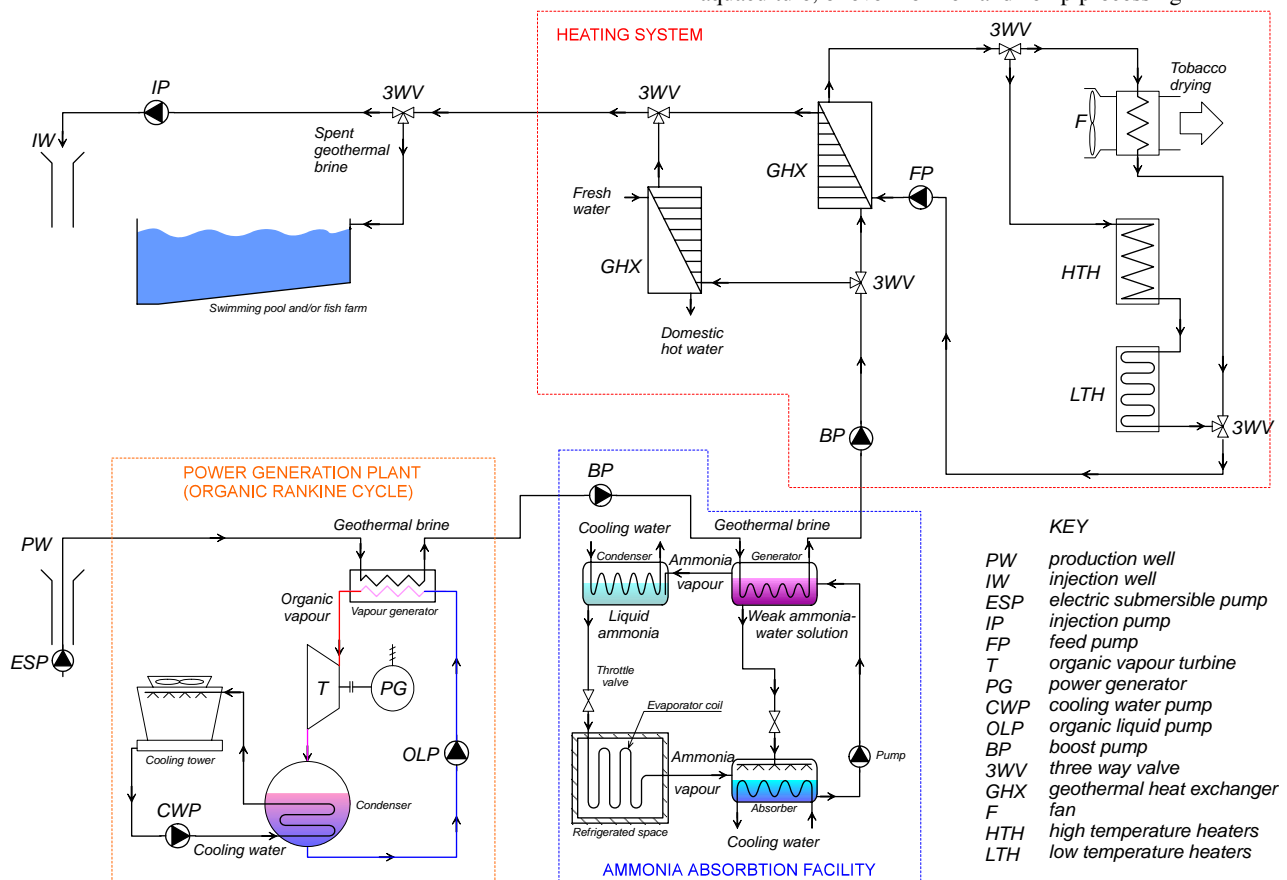 HEATING SYSTEM
3WV
IP
3WV
3WV
Tobacco
drying
F
IW
Spent
geothermal
brine
GHX
FP
Fresh
water
GHX
3WV
HTH
Swimming pool and/or fish farm
Domestic
hot water
LTH
3WV
BP
POWER GENERATION PLANT
(ORGANIC RANKINE CYCLE)
BP
PW
Geothermal brine
Vapour generator
Organic
vapour
ESP
T
PG
OLP
Cooling tower
Condenser
CWP
Cooling water
Cooling water
Geothermal brine
Condenser
Ammonia
vapour
Generator
Liquid
ammonia
Weak ammonia-
water solution
Throttle
valve
Evaporator coil
Ammonia
vapour
Pump
Absorber
Refrigerated space
Cooling water
AMMONIA ABSORBTION FACILITY
KEY
PW production well
IW injection well
ESP electric submersible pump
IP injection pump
FP feed pump
T organic vapour turbine
PG power generator
CWP cooling water pump
OLP organic liquid pump
BP boost pump
3WV three way valve
GHX geothermal heat exchanger
F fan
HTH high temperature heaters
LTH low temperature heaters